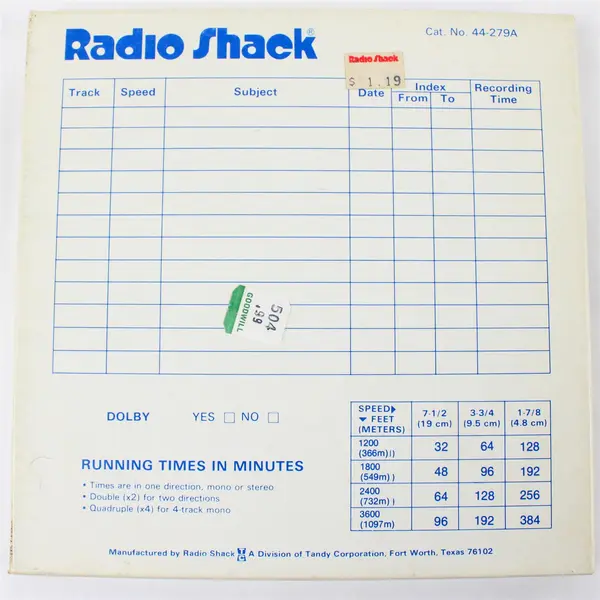 Radio Shack®
Cat. No. 44-279A
Radio Shack
$ 1.19
Track Speed Subject Date Index From To Recording Time
GOODWILL
504
.99
DOLBY YES NO
RUNNING TIMES IN MINUTES
• Times are in one direction, mono or stereo
• Double (x2) for two directions
• Quadruple (x4) for 4-track mono
SPEED FEET (METERS) 7-1/2 (19 cm) 3-3/4 (9.5 cm) 1-7/8 (4.8 cm)
1200 (366m) 32 64 128
1800 (549m) 48 96 192
2400 (732m) 64 128 256
3600 (1097m) 96 192 384
Manufactured by Radio Shack TC A Division of Tandy Corporation, Fort Worth, Texas 76102